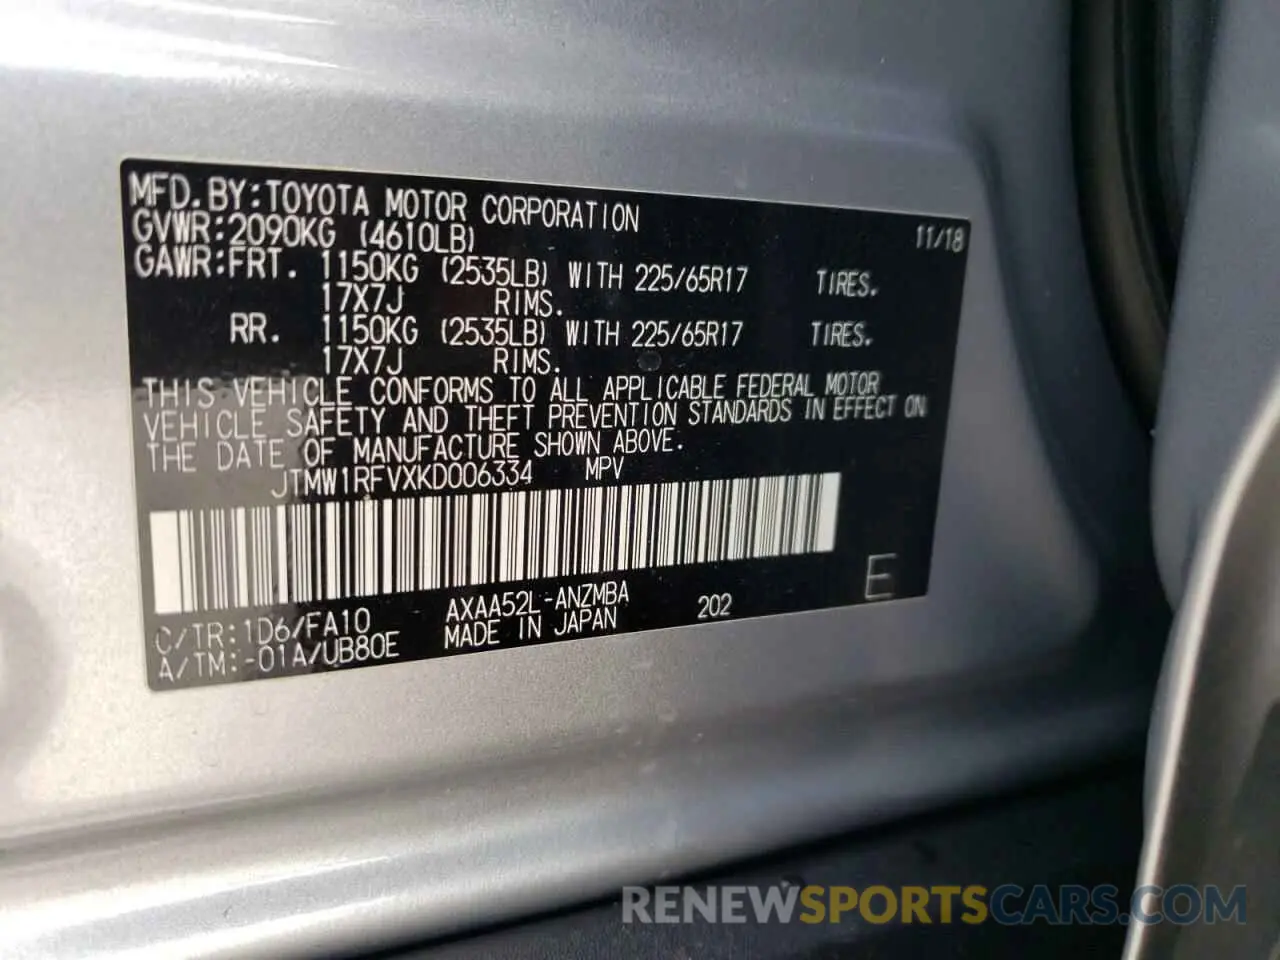 MFD.BY:TOYOTA MOTOR CORPORATION 11/18
GVWR:2090KG (4610LB)
GAWR:FRT. 1150KG (2535LB) WITH 225/65R17 TIRES.
17X7J RIMS.
RR. 1150KG (2535LB) WITH 225/65R17 TIRES.
17X7J RIMS.
THIS VEHICLE CONFORMS TO ALL APPLICABLE FEDERAL MOTOR
VEHICLE SAFETY AND THEFT PREVENTION STANDARDS IN EFFECT ON
THE DATE OF MANUFACTURE SHOWN ABOVE.
JTMW1RFVXKD006334 MPV
E
C/TR:1D6/FA10 AXAA52L-ANZMBA 202
A/TM:-01A/UB80E MADE IN JAPAN
RENEWSPORTSCARS.COM